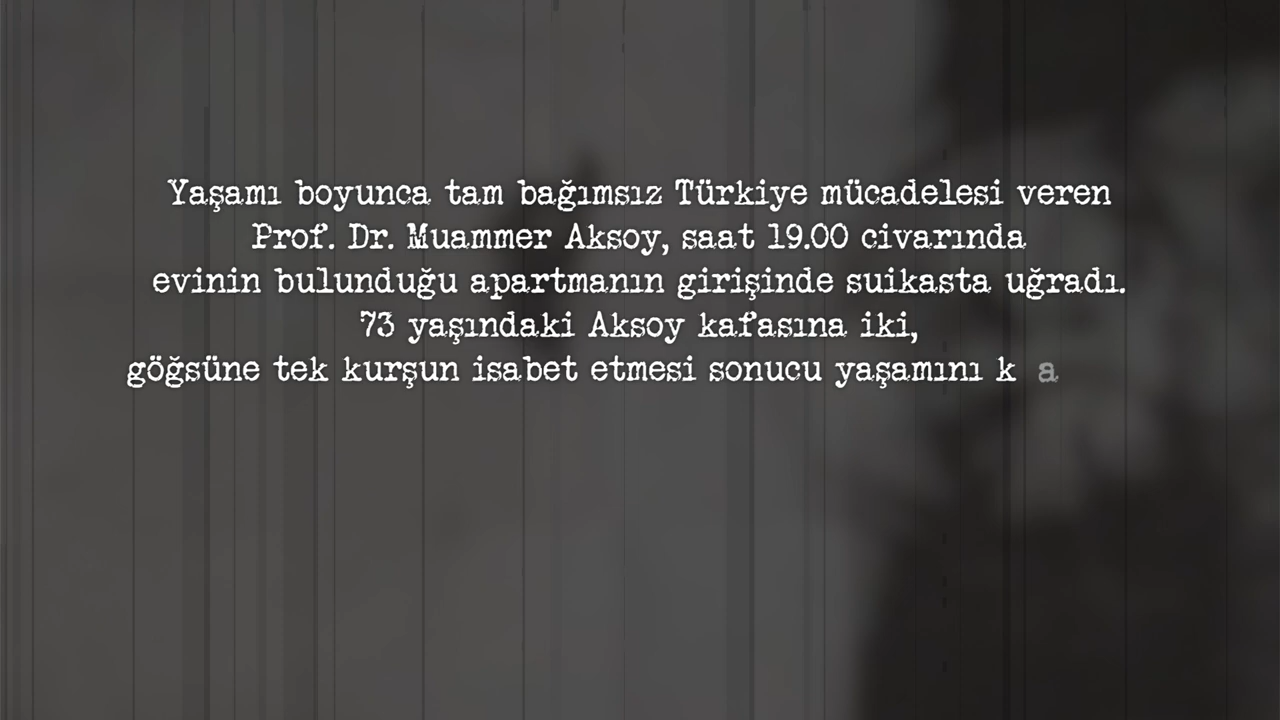 Yaşamı boyunca tam bağımsız Türkiye mücadelesi veren
Prof. Dr. Muammer Aksoy, saat 19.00 civarında
evinin bulunduğu apartmanın girişinde suikasta uğradı.
73 yaşındaki Aksoy kafasına iki,
göğsüne tek kurşun isabet etmesi sonucu yaşamını k a